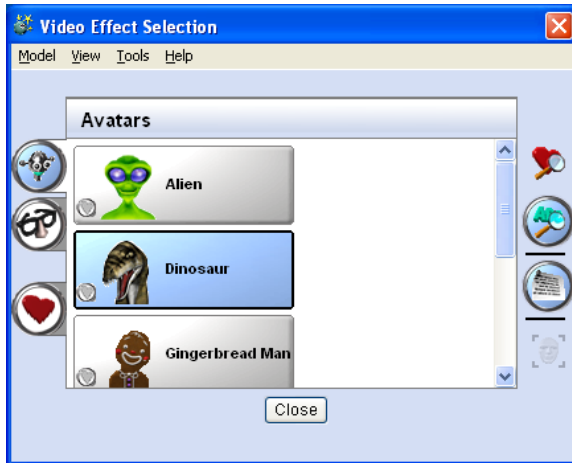 Video Effect Selection
Model View Tools Help
Avatars
Alien
Dinosaur
Gingerbread Man
Close